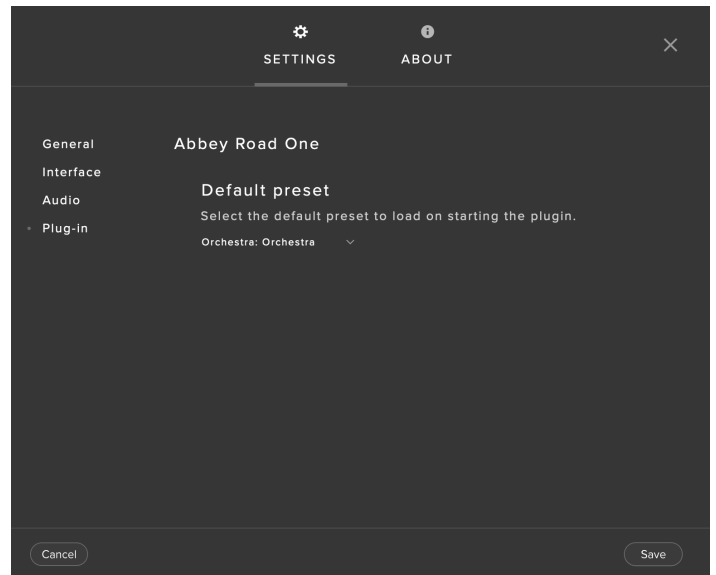 SETTINGS
ABOUT
General
Interface
Audio
Plug-in
Abbey Road One
Default preset
Select the default preset to load on starting the plugin.
Orchestra: Orchestra
Cancel
Save